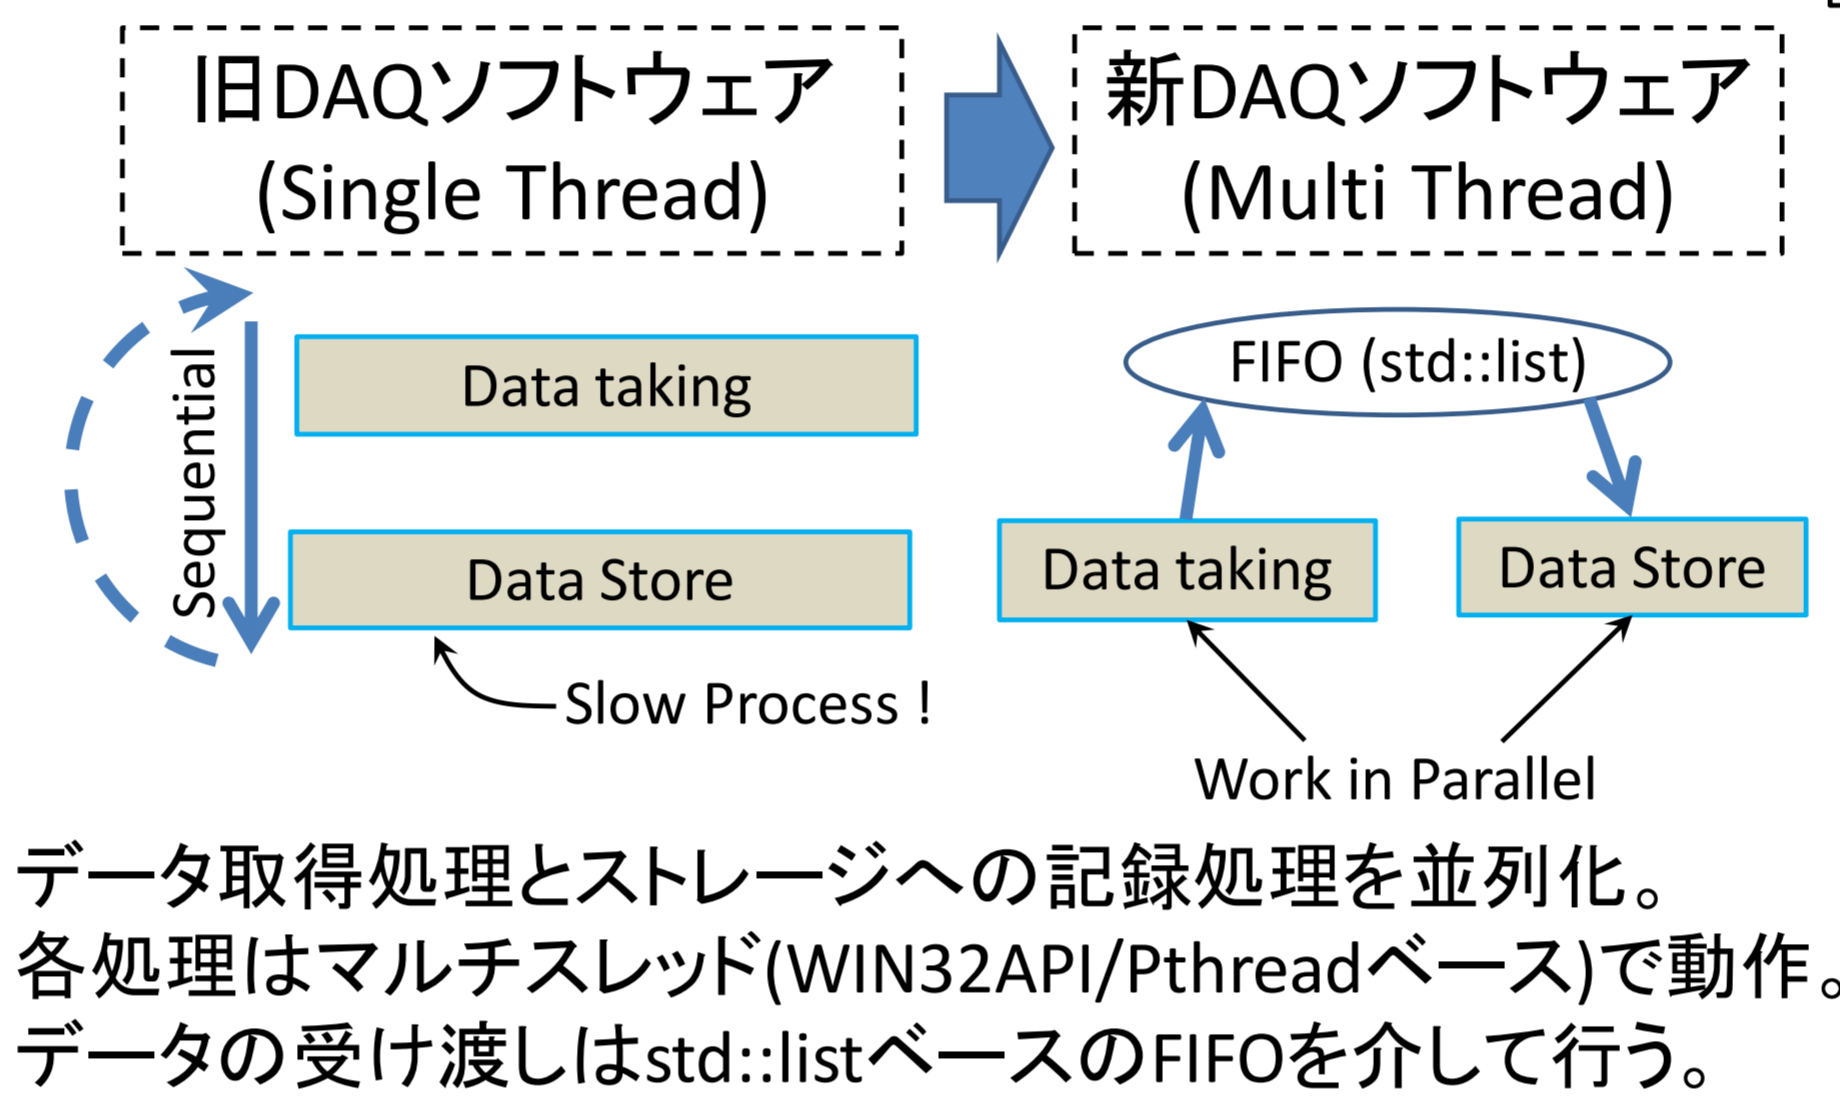 旧DAQソフトウェア
(Single Thread)
新DAQソフトウェア
(Multi Thread)
Sequential
Data taking
Data Store
Slow Process !
FIFO (std::list)
Data taking
Data Store
Work in Parallel
データ取得処理とストレージへの記録処理を並列化。
各処理はマルチスレッド(WIN32API/Pthreadベース)で動作。
データの受け渡しはstd::listベースのFIFOを介して行う。